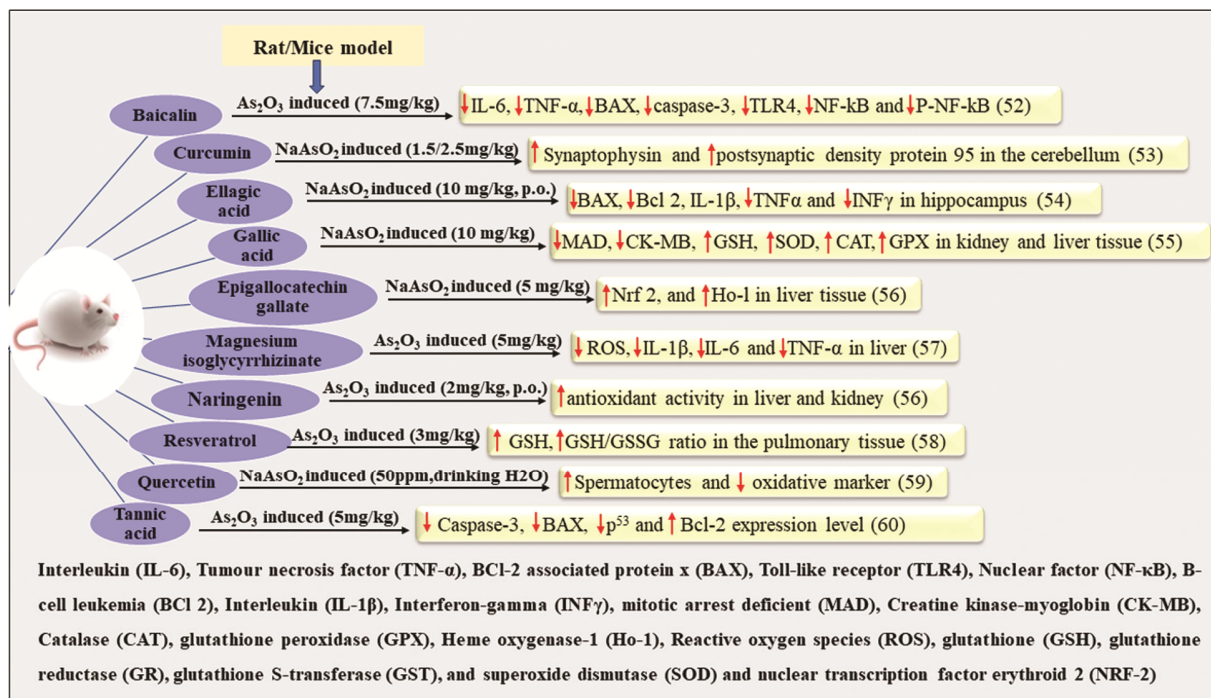 Rat/Mice model
Baicalin
As₂O₃ induced (7.5mg/kg)
↓IL-6, ↓TNF-α, ↓BAX, ↓caspase-3, ↓TLR4, ↓NF-kB and ↓P-NF-kB (52)
Curcumin
NaAsO₂ induced (1.5/2.5mg/kg)
↑Synaptophysin and ↑postsynaptic density protein 95 in the cerebellum (53)
Ellagic
acid
NaAsO₂ induced (10 mg/kg, p.o.)
↓BAX, ↓Bcl 2, IL-1β, ↓TNFα and ↓INFγ in hippocampus (54)
Gallic
acid
NaAsO₂ induced (10 mg/kg)
↓MAD, ↓CK-MB, ↑GSH, ↑SOD, ↑CAT, ↑GPX in kidney and liver tissue (55)
Epigallocatechin
gallate
NaAsO₂ induced (5 mg/kg)
↑Nrf 2, and ↑Ho-l in liver tissue (56)
Magnesium
isoglycyrrhizinate
As₂O₃ induced (5mg/kg)
↓ROS, ↓IL-1β, ↓IL-6 and ↓TNF-α in liver (57)
Naringenin
As₂O₃ induced (2mg/kg, p.o.)
↑antioxidant activity in liver and kidney (56)
Resveratrol
As₂O₃ induced (3mg/kg)
↑ GSH, ↑GSH/GSSG ratio in the pulmonary tissue (58)
Quercetin
NaAsO₂ induced (50ppm,drinking H2O)
↑Spermatocytes and ↓ oxidative marker (59)
Tannic
acid
As₂O₃ induced (5mg/kg)
↓ Caspase-3, ↓BAX, ↓p⁵³ and ↑ Bcl-2 expression level (60)
Interleukin (IL-6), Tumour necrosis factor (TNF-α), BCl-2 associated protein x (BAX), Toll-like receptor (TLR4), Nuclear factor (NF-κB), B-
cell leukemia (BCl 2), Interleukin (IL-1β), Interferon-gamma (INFγ), mitotic arrest deficient (MAD), Creatine kinase-myoglobin (CK-MB),
Catalase (CAT), glutathione peroxidase (GPX), Heme oxygenase-1 (Ho-1), Reactive oxygen species (ROS), glutathione (GSH), glutathione
reductase (GR), glutathione S-transferase (GST), and superoxide dismutase (SOD) and nuclear transcription factor erythroid 2 (NRF-2)